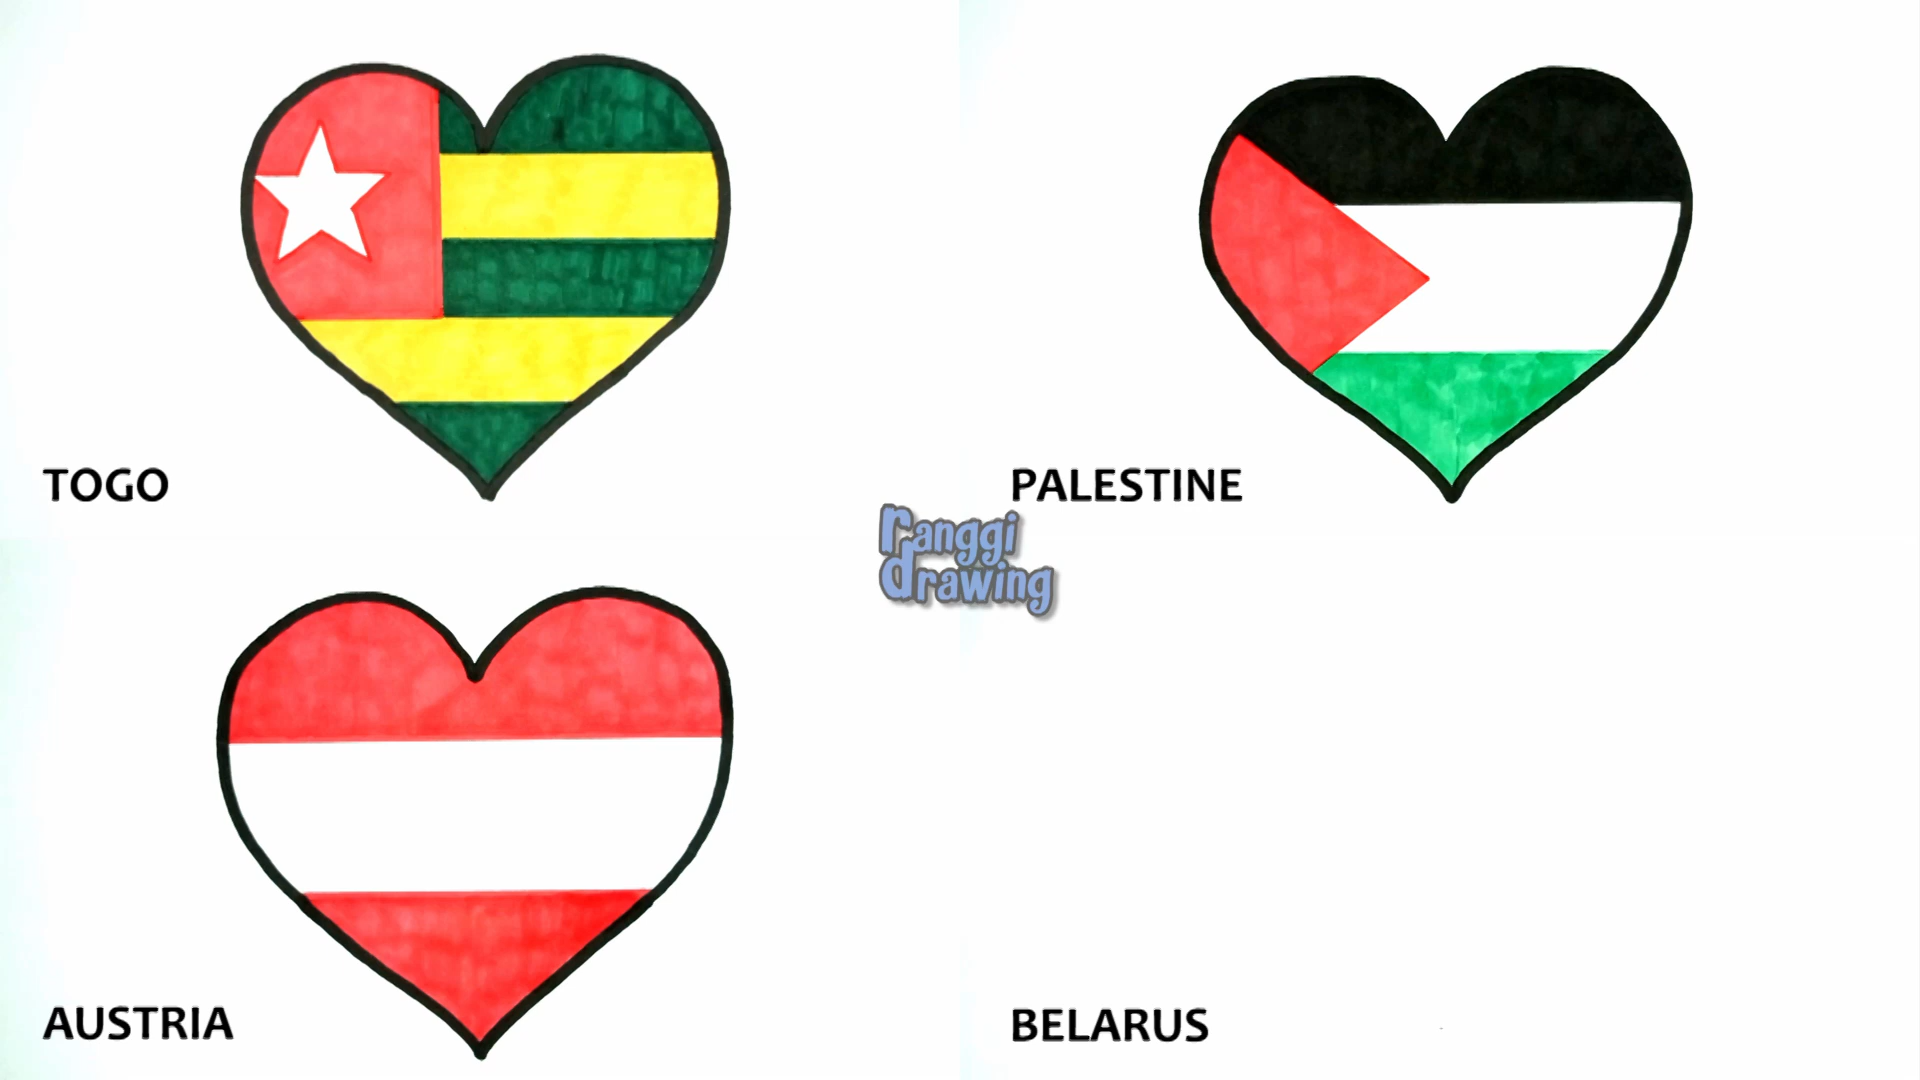 TOGO
PALESTINE
ranggi
drawing
AUSTRIA
BELARUS